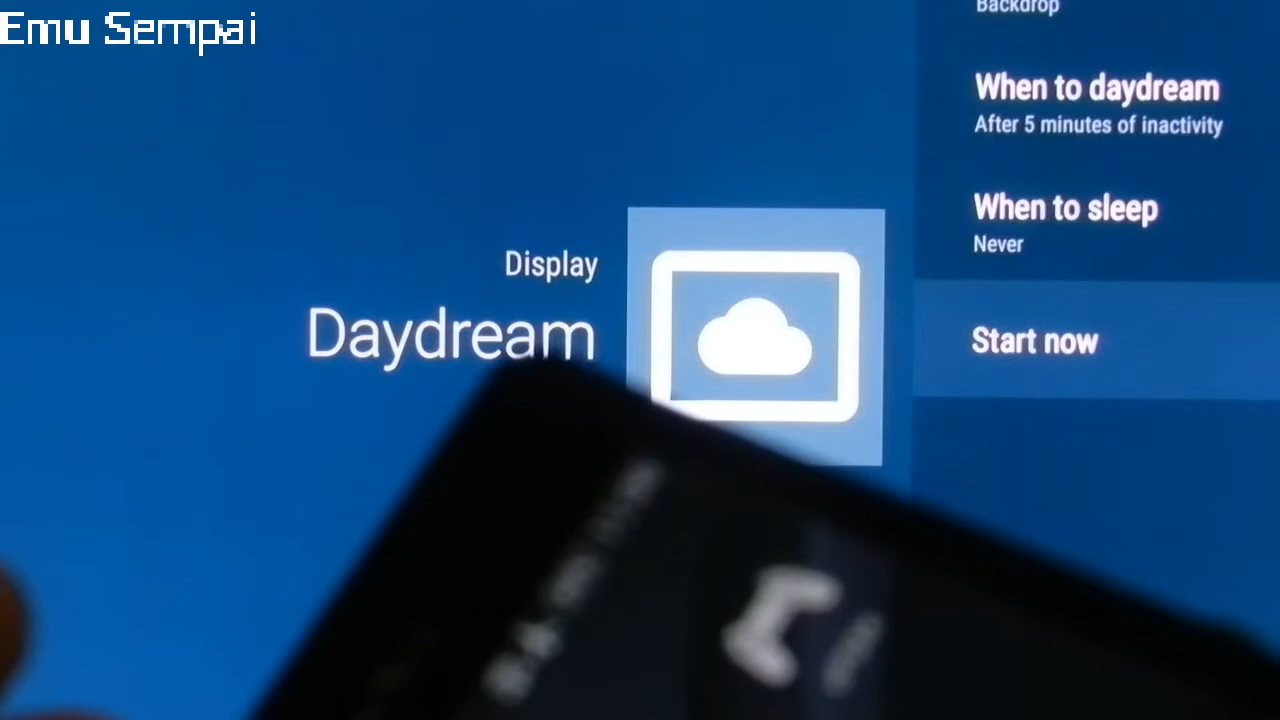 Emu Sempai
Backdrop
When to daydream
After 5 minutes of inactivity
When to sleep
Never
Display
Daydream
Start now